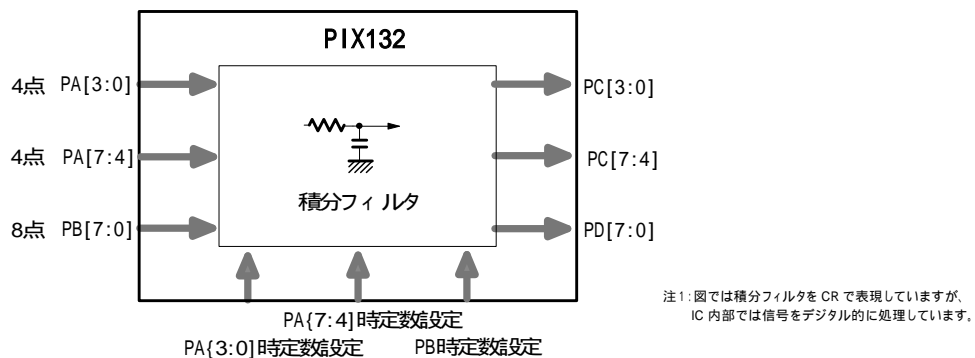 PIX132
4点 PA[3:0]
PC[3:0]
4点 PA[7:4]
PC[7:4]
積分フィルタ
8点 PB[7:0]
PD[7:0]
注1:図では積分フィルタを CR で表現していますが、
IC 内部では信号をデジタル的に処理しています。
PA{7:4]時定数設定
PA{3:0]時定数設定 PB時定数設定